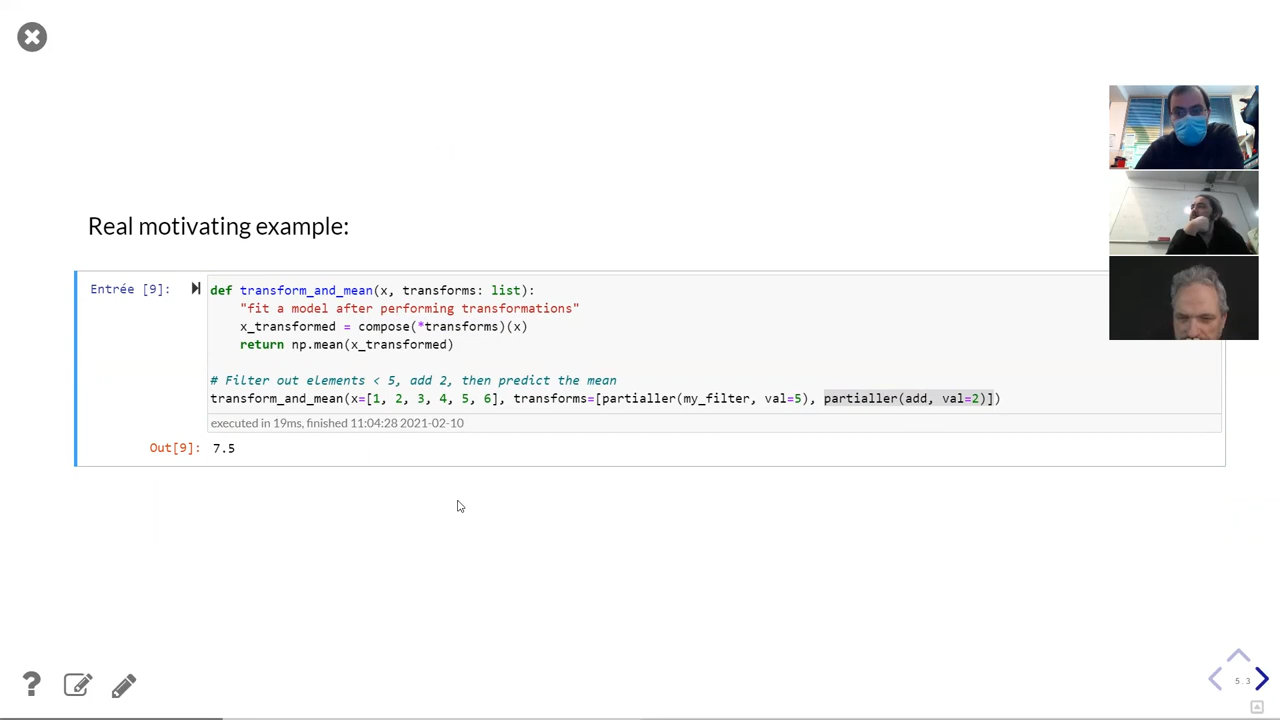 Real motivating example:
Entrée [9]:
def transform_and_mean(x, transforms: list):
"fit a model after performing transformations"
x_transformed = compose(*transforms)(x)
return np.mean(x_transformed)
# Filter out elements < 5, add 2, then predict the mean
transform_and_mean(x=[1, 2, 3, 4, 5, 6], transforms=[partialler(my_filter, val=5), partialler(add, val=2)])
executed in 19ms, finished 11:04:28 2021-02-10
Out[9]: 7.5
?
5.3